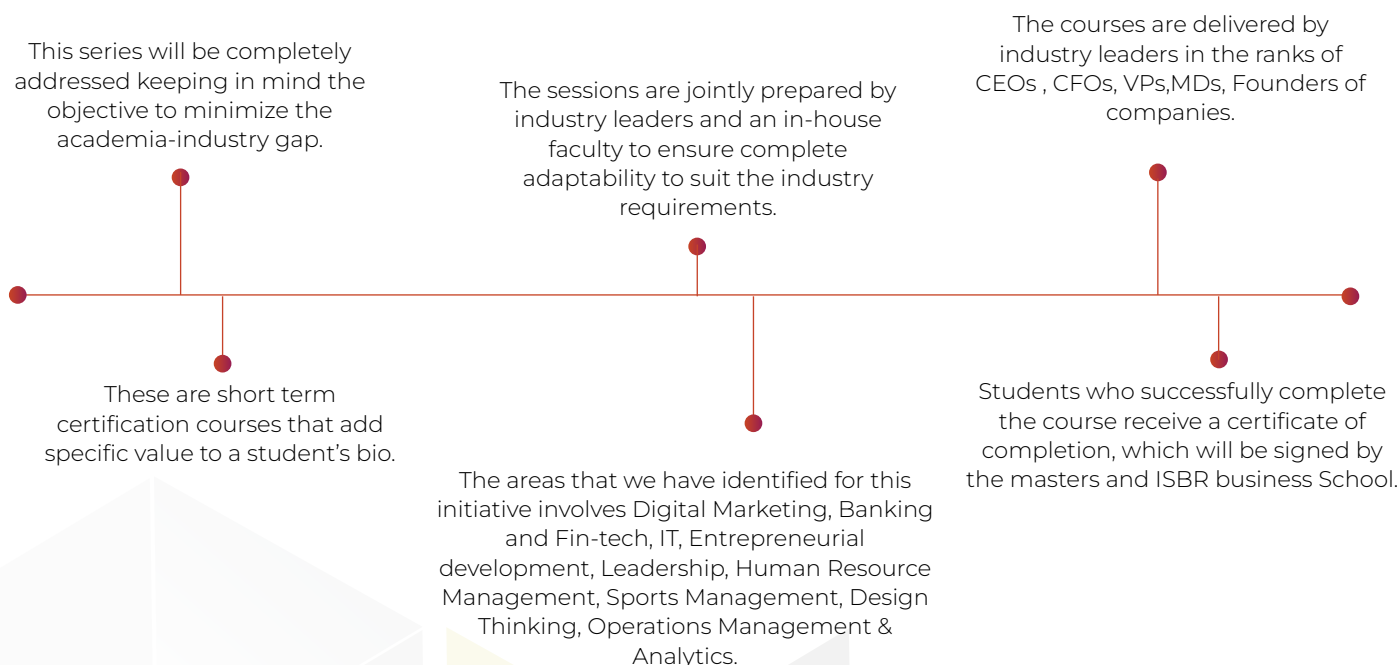 This series will be completely
addressed keeping in mind the
objective to minimize the
academia-industry gap.
These are short term
certification courses that add
specific value to a student's bio.
The sessions are jointly prepared by
industry leaders and an in-house
faculty to ensure complete
adaptability to suit the industry
requirements.
The areas that we have identified for this
initiative involves Digital Marketing, Banking
and Fin-tech, IT, Entrepreneurial
development, Leadership, Human Resource
Management, Sports Management, Design
Thinking, Operations Management &
Analytics.
The courses are delivered by
industry leaders in the ranks of
CEOs , CFOs, VPs,MDs, Founders of
companies.
Students who successfully complete
the course receive a certificate of
completion, which will be signed by
the masters and ISBR business School.